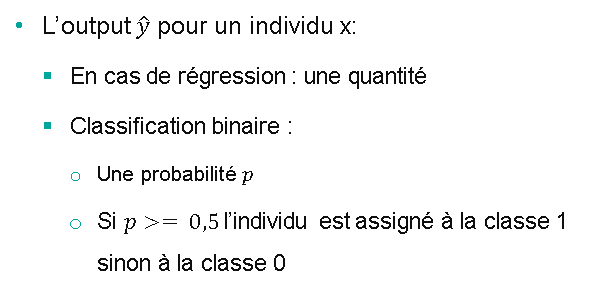 • L'output ŷ pour un individu x:
▪ En cas de régression : une quantité
▪ Classification binaire :
o Une probabilité p
o Si p >= 0,5 l'individu est assigné à la classe 1
sinon à la classe 0